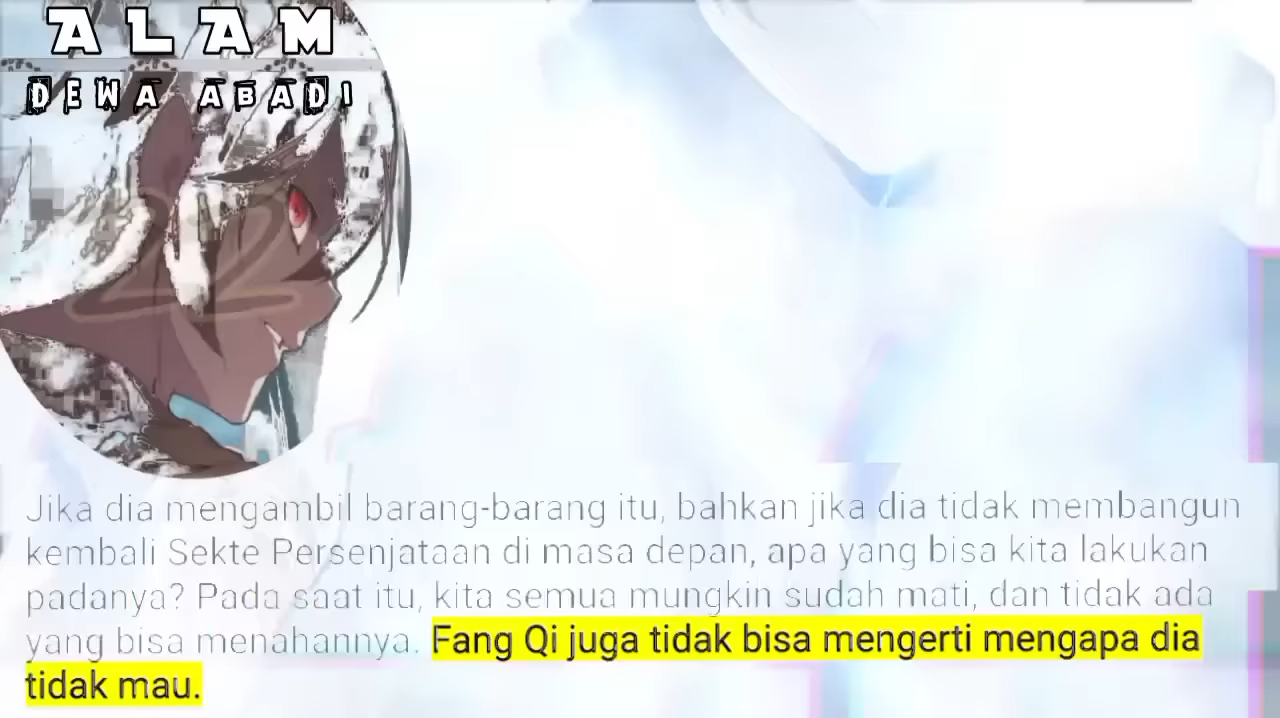 ALAM
DEWA ABADI
Jika dia mengambil barang-barang itu, bahkan jika dia tidak membangun
kembali Sekte Persenjataan di masa depan, apa yang bisa kita lakukan
padanya? Pada saat itu, kita semua mungkin sudah mati, dan tidak ada
yang bisa menahannya. Fang Qi juga tidak bisa mengerti mengapa dia
tidak mau.